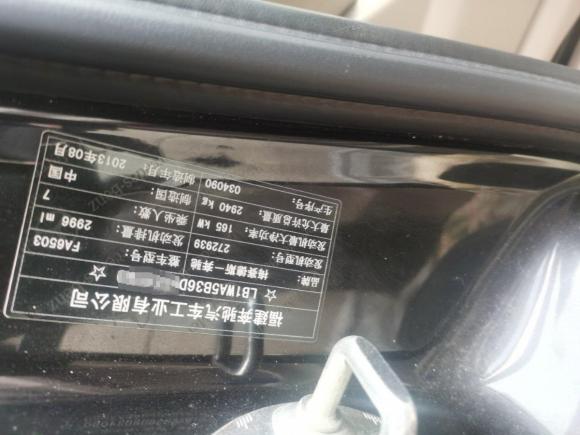 福建奔驰汽车工业有限公司
☆ LB1WA5B36D ☆
品牌: 梅赛德斯—奔驰 整车型号: FA6503
发动机型号: 272939 发动机排量: 2996 ml
发动机最大净功率: 165 kW 乘坐人数: 7
最大允许总质量: 2940 kg 制造国: 中国
生产序号: 034090 制造年月: 2013年08月